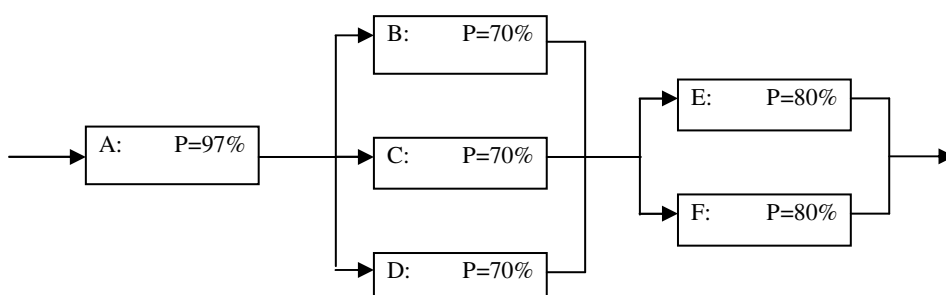 B: P=70%
E: P=80%
A: P=97%
C: P=70%
F: P=80%
D: P=70%